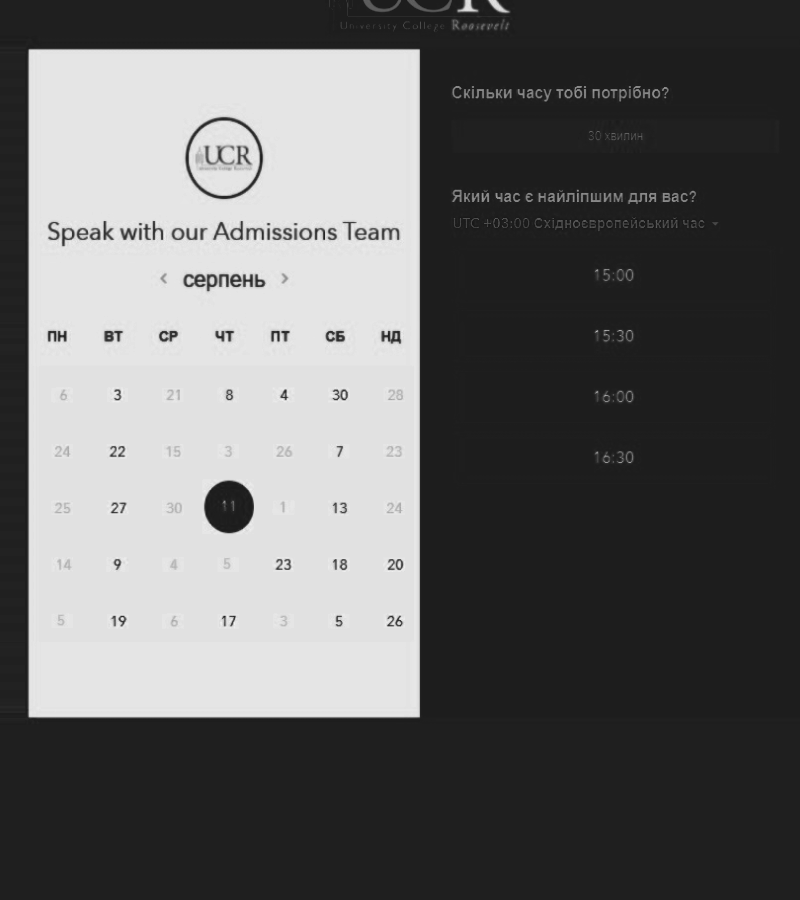 UCR
University College Roosevelt
UCR
Speak with our Admissions Team
< серпень >
ПН ВТ СР ЧТ ПТ СБ НД
6 3 21 8 4 30 28
24 22 15 3 26 7 23
25 27 30 11 1 13 24
14 9 4 5 23 18 20
5 19 6 17 3 5 26
Скільки часу тобі потрібно?
30 хвилин
Який час є найліпшим для вас?
UTC +03:00 Східноєвропейський час
15:00
15:30
16:00
16:30